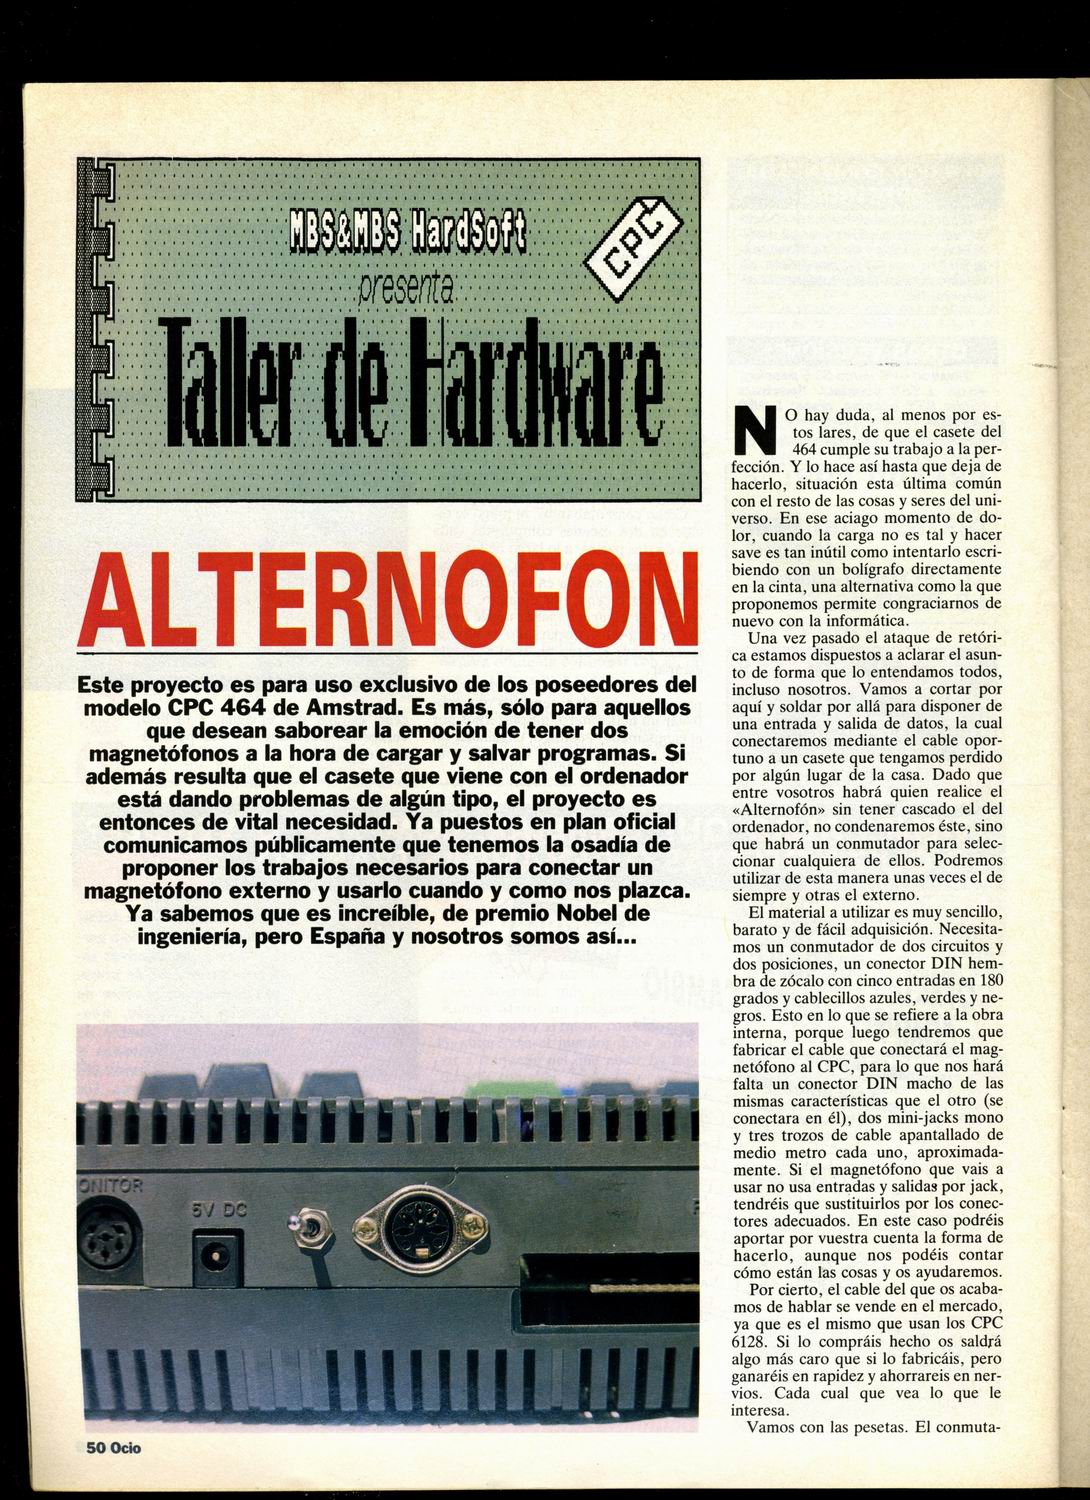 MBS&MBS HardSoft
CPC
presenta
Taller de Hardware
ALTERNOFON
Este proyecto es para uso exclusivo de los poseedores del
modelo CPC 464 de Amstrad. Es más, sólo para aquellos
que desean saborear la emoción de tener dos
magnetófonos a la hora de cargar y salvar programas. Si
además resulta que el casete que viene con el ordenador
está dando problemas de algún tipo, el proyecto es
entonces de vital necesidad. Ya puestos en plan oficial
comunicamos públicamente que tenemos la osadía de
proponer los trabajos necesarios para conectar un
magnetófono externo y usarlo cuando y como nos plazca.
Ya sabemos que es increíble, de premio Nobel de
ingeniería, pero España y nosotros somos así...
ONITOR
5V DC
NO hay duda, al menos por es-
tos lares, de que el casete del
464 cumple su trabajo a la per-
fección. Y lo hace así hasta que deja de
hacerlo, situación esta última común
con el resto de las cosas y seres del uni-
verso. En ese aciago momento de do-
lor, cuando la carga no es tal y hacer
save es tan inútil como intentarlo escri-
biendo con un bolígrafo directamente
en la cinta, una alternativa como la que
proponemos permite congraciarnos de
nuevo con la informática.
Una vez pasado el ataque de retóri-
ca estamos dispuestos a aclarar el asun-
to de forma que lo entendamos todos,
incluso nosotros. Vamos a cortar por
aquí y soldar por allá para disponer de
una entrada y salida de datos, la cual
conectaremos mediante el cable opor-
tuno a un casete que tengamos perdido
por algún lugar de la casa. Dado que
entre vosotros habrá quien realice el
«Alternofón» sin tener cascado el del
ordenador, no condenaremos éste, sino
que habrá un conmutador para selec-
cionar cualquiera de ellos. Podremos
utilizar de esta manera unas veces el de
siempre y otras el externo.
El material a utilizar es muy sencillo,
barato y de fácil adquisición. Necesita-
mos un conmutador de dos circuitos y
dos posiciones, un conector DIN hem-
bra de zócalo con cinco entradas en 180
grados y cablecillos azules, verdes y ne-
gros. Esto en lo que se refiere a la obra
interna, porque luego tendremos que
fabricar el cable que conectará el mag-
netófono al CPC, para lo que nos hará
falta un conector DIN macho de las
mismas características que el otro (se
conectara en él), dos mini-jacks mono
y tres trozos de cable apantallado de
medio metro cada uno, aproximada-
mente. Si el magnetófono que vais a
usar no usa entradas y salidas por jack,
tendréis que sustituirlos por los conec-
tores adecuados. En este caso podréis
aportar por vuestra cuenta la forma de
hacerlo, aunque nos podéis contar
cómo están las cosas y os ayudaremos.
Por cierto, el cable del que os acaba-
mos de hablar se vende en el mercado,
ya que es el mismo que usan los CPC
6128. Si lo compráis hecho os saldrá
algo más caro que si lo fabricáis, pero
ganaréis en rapidez y ahorrareis en ner-
vios. Cada cual que vea lo que le
interesa.
Vamos con las pesetas. El conmuta-
50 Ocio